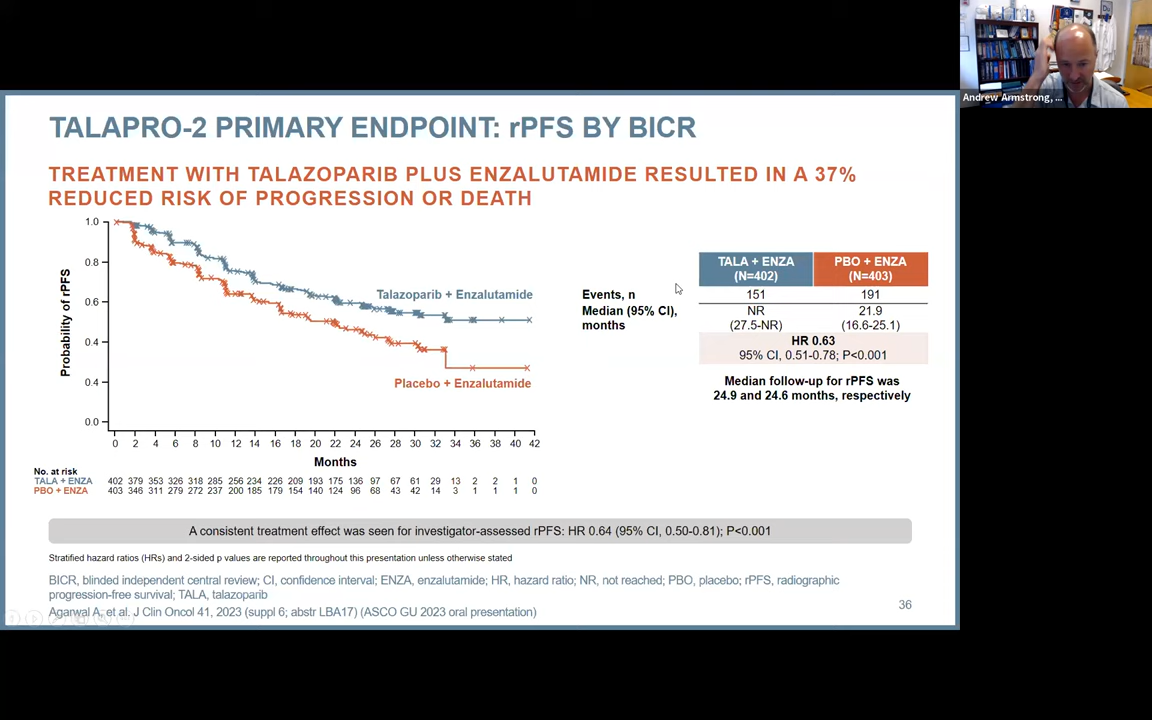 Andrew Armstrong, ...
TALAPRO-2 PRIMARY ENDPOINT: rPFS BY BICR
TREATMENT WITH TALAZOPARIB PLUS ENZALUTAMIDE RESULTED IN A 37%
REDUCED RISK OF PROGRESSION OR DEATH
Probability of rPFS
1.0
0.8
0.6
0.4
0.4
0.0
Talazoparib + Enzalutamide
Placebo + Enzalutamide
0 2 4 6 8 10 12 14 16 18 20 22 24 26 28 30 32 34 36 38 40 42
Months
No. at risk
TALA + ENZA 402 379 353 326 318 285 256 234 226 209 193 175 136 97 67 61 29 13 2 2 1 0
PBO + ENZA 403 346 311 279 272 237 200 185 179 154 140 124 96 68 43 42 14 3 1 1 1 0
TALA + ENZA PBO + ENZA
(N=402) (N=403)
Events, n 151 191
Median (95% CI), NR 21.9
months (27.5-NR) (16.6-25.1)
HR 0.63
95% CI, 0.51-0.78; P<0.001
Median follow-up for rPFS was
24.9 and 24.6 months, respectively
A consistent treatment effect was seen for investigator-assessed rPFS: HR 0.64 (95% CI, 0.50-0.81); P<0.001
Stratified hazard ratios (HRs) and 2-sided p values are reported throughout this presentation unless otherwise stated
BICR, blinded independent central review; CI, confidence interval; ENZA, enzalutamide; HR, hazard ratio; NR, not reached; PBO, placebo; rPFS, radiographic
progression-free survival; TALA, talazoparib
Agarwal A, et al. J Clin Oncol 41, 2023 (suppl 6; abstr LBA17) (ASCO GU 2023 oral presentation)
36